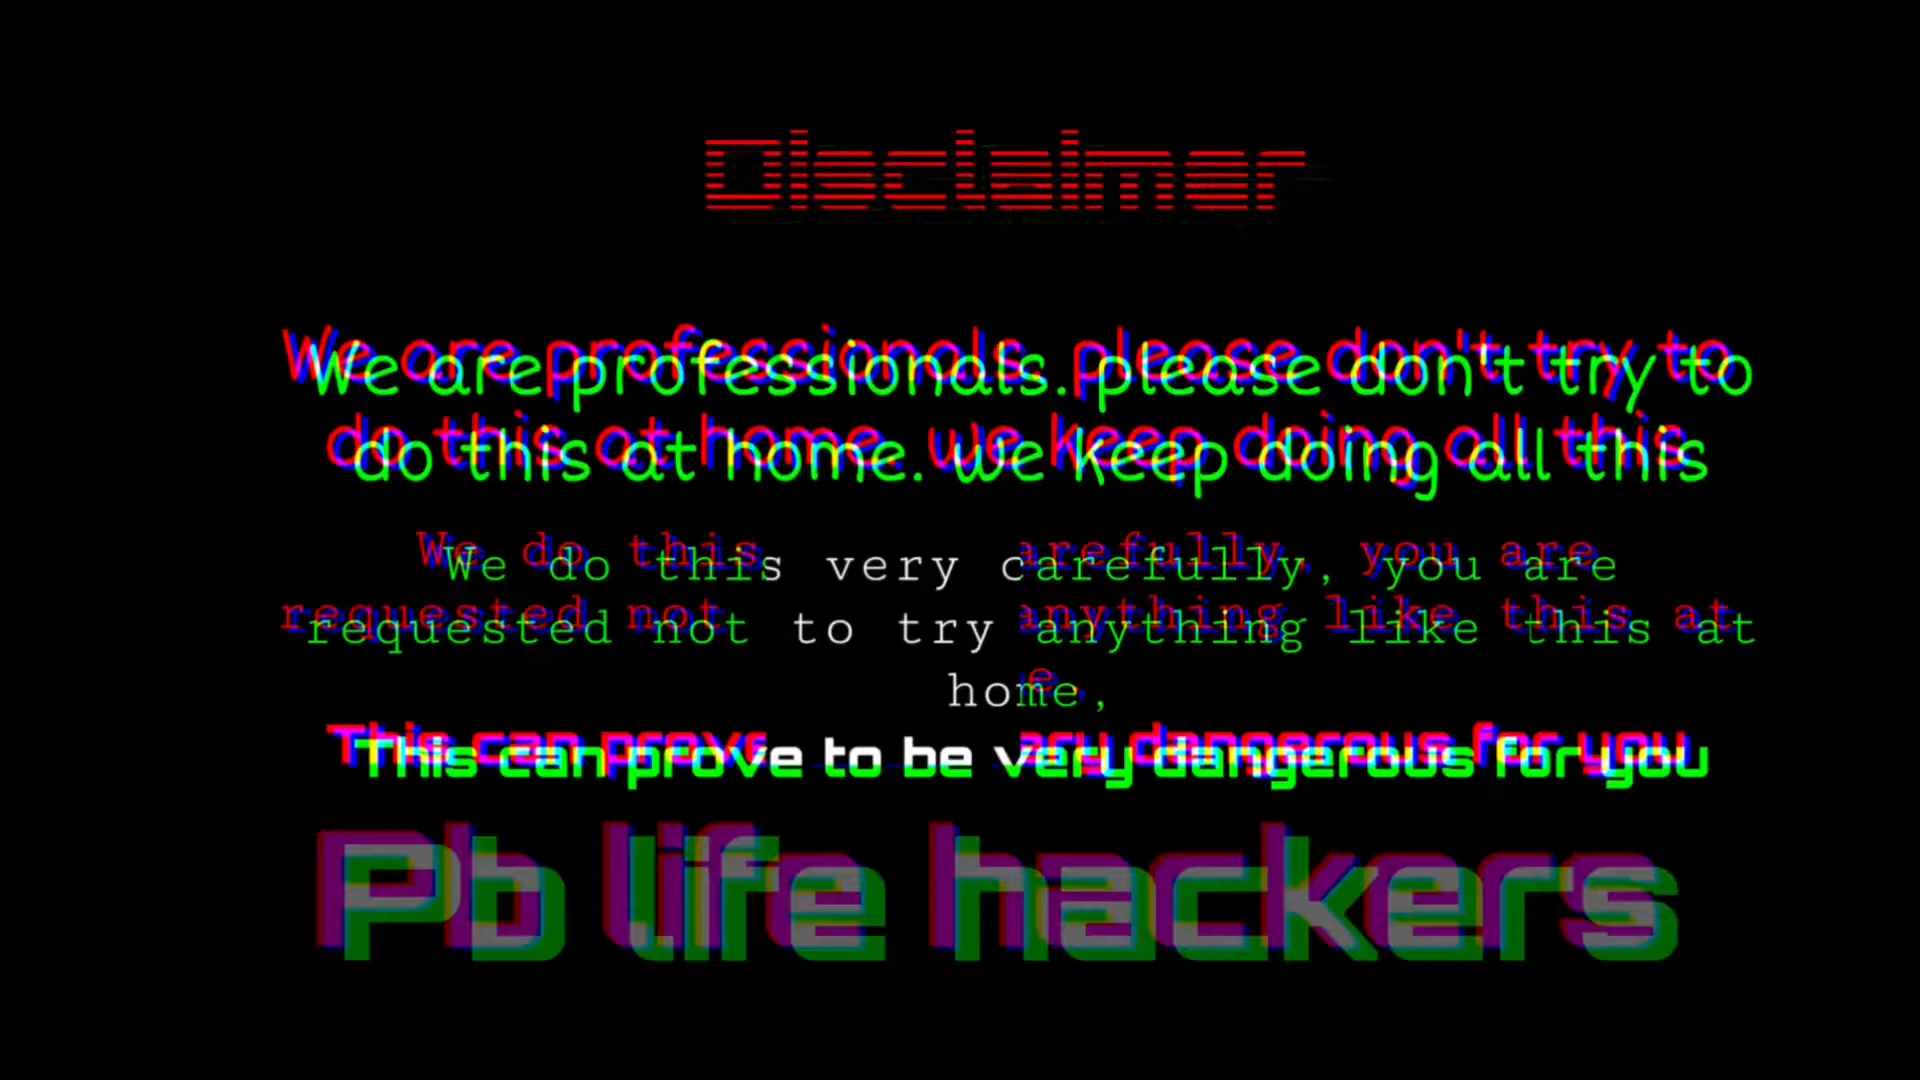 Disclaimer
We are professionals. please don't try to
do this at home. we keep doing all this
We do this very carefully, you are
requested not to try anything like this at
home,
This can prove to be very dangerous for you
Pb life hackers